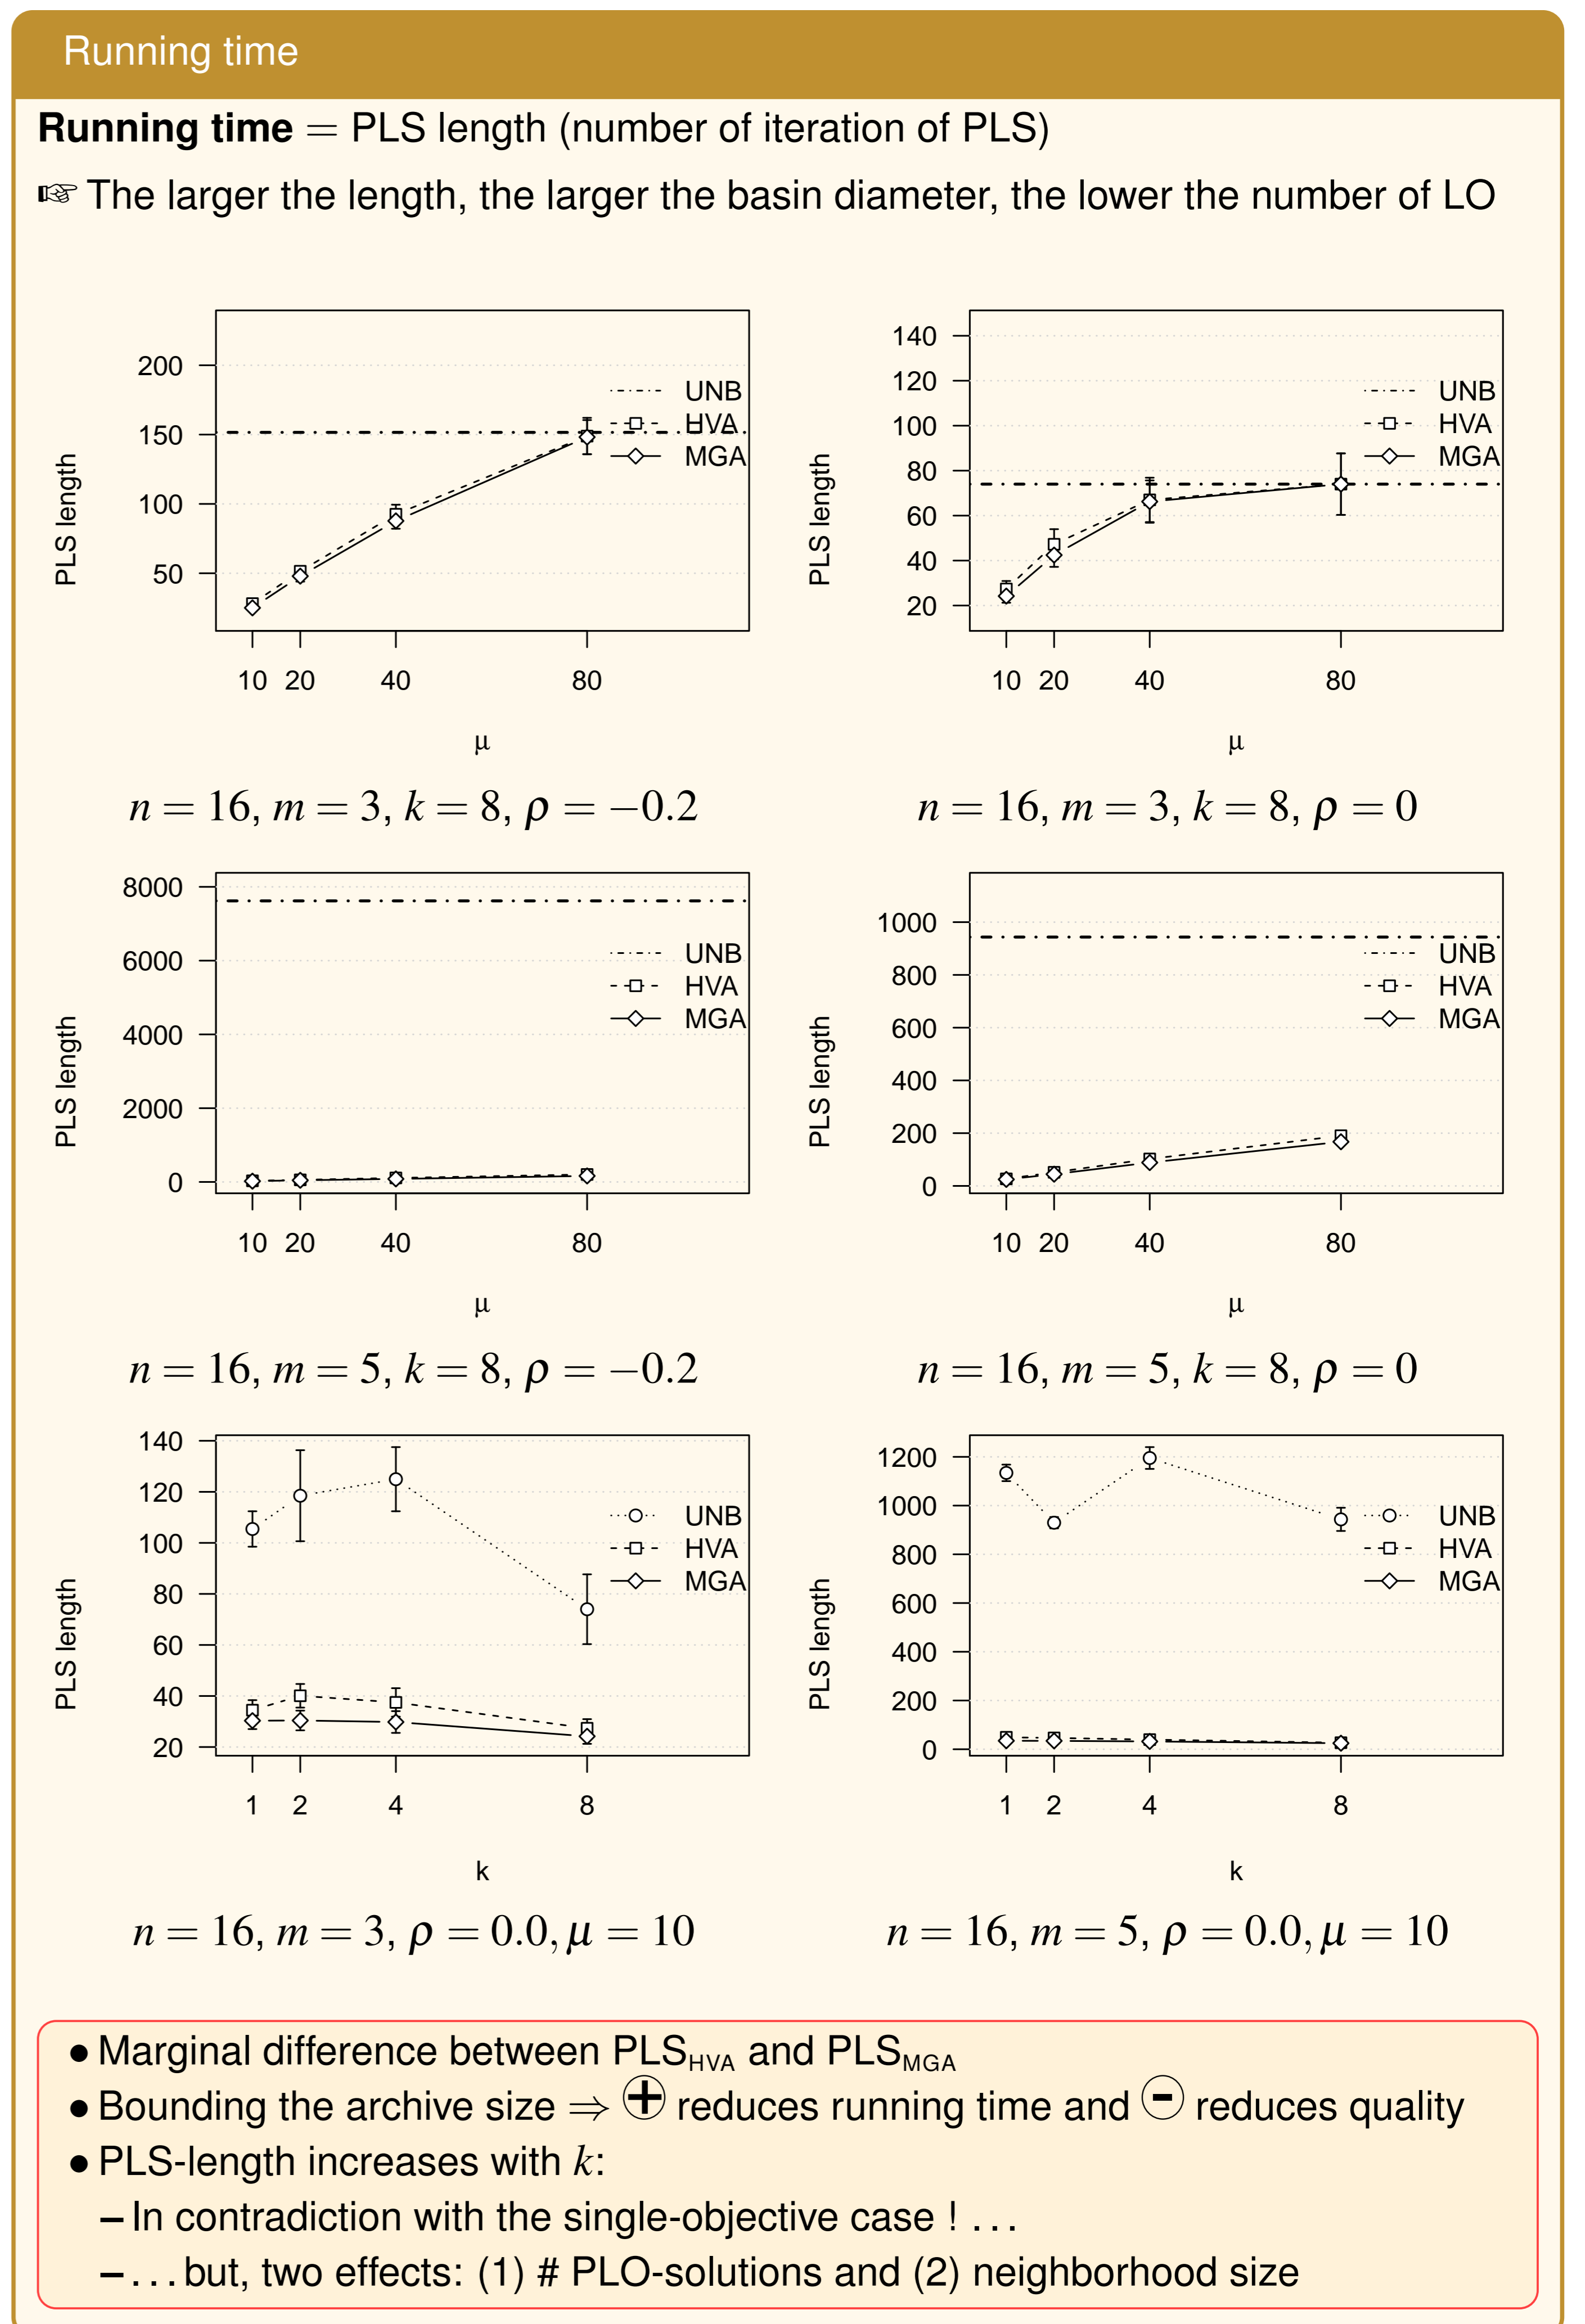 Running time
Running time = PLS length (number of iteration of PLS)
☞ The larger the length, the larger the basin diameter, the lower the number of LO
200
150
100
50
PLS length
UNB
HVA
MGA
10 20 40 80
μ
n = 16, m = 3, k = 8, ρ = −0.2
140
120
100
80
60
40
20
PLS length
UNB
HVA
MGA
10 20 40 80
μ
n = 16, m = 3, k = 8, ρ = 0
8000
6000
4000
2000
0
PLS length
UNB
HVA
MGA
10 20 40 80
μ
n = 16, m = 5, k = 8, ρ = −0.2
1000
800
600
400
200
0
PLS length
UNB
HVA
MGA
10 20 40 80
μ
n = 16, m = 5, k = 8, ρ = 0
140
120
100
80
60
40
20
PLS length
UNB
HVA
MGA
1 2 4 8
k
n = 16, m = 3, ρ = 0.0, μ = 10
1200
1000
800
600
400
200
0
PLS length
UNB
HVA
MGA
1 2 4 8
k
n = 16, m = 5, ρ = 0.0, μ = 10
• Marginal difference between PLS_HVA and PLS_MGA
• Bounding the archive size ⇒ ⊕ reduces running time and ⊖ reduces quality
• PLS-length increases with k:
– In contradiction with the single-objective case ! ...
– ... but, two effects: (1) # PLO-solutions and (2) neighborhood size